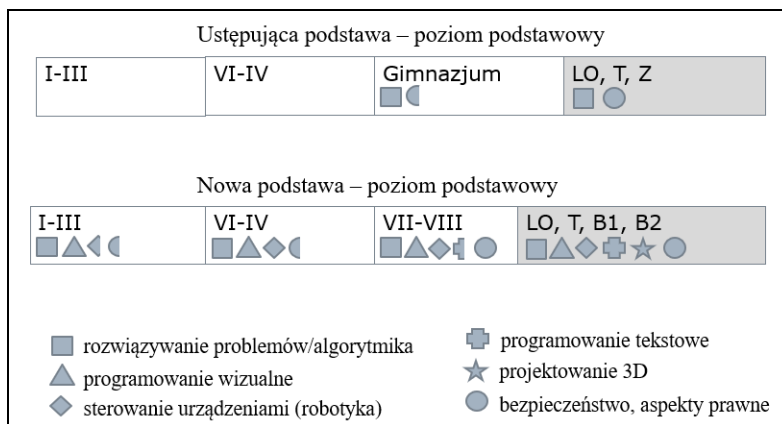 Ustępująca podstawa – poziom podstawowy
I-III VI-IV Gimnazjum LO, T, Z
Nowa podstawa – poziom podstawowy
I-III VI-IV VII-VIII LO, T, B1, B2
rozwiązywanie problemów/algorytmika
programowanie wizualne
sterowanie urządzeniami (robotyka)
programowanie tekstowe
projektowanie 3D
bezpieczeństwo, aspekty prawne